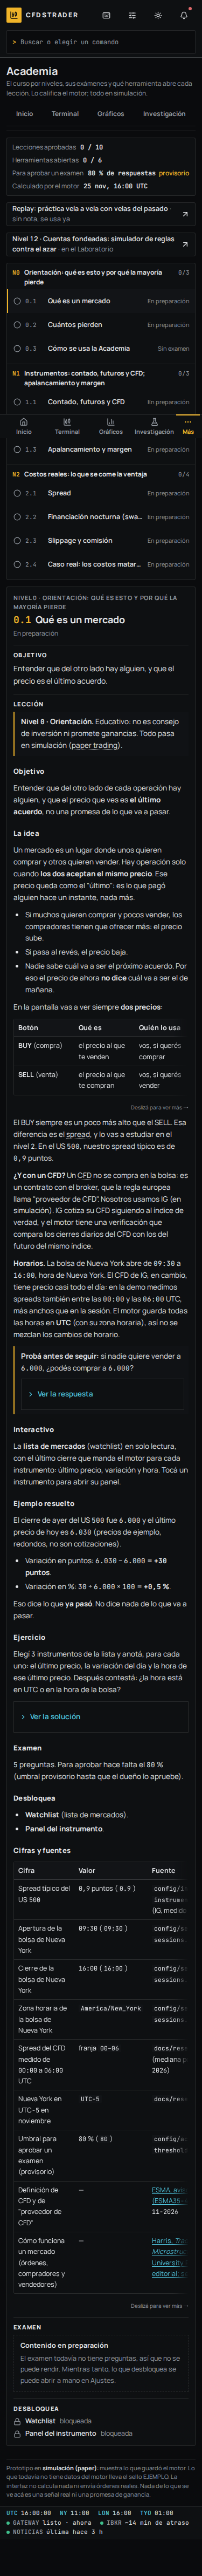 CFDSTRADER
> Buscar o elegir un comando
Academia
El curso por niveles, sus exámenes y qué herramienta abre cada lección. Lo califica el motor: todo en simulación.
Inicio Terminal Gráficos Investigación
Lecciones aprobadas 0 / 10
Herramientas abiertas 0 / 6
Para aprobar un examen 80 % de respuestas provisorio
Calculado por el motor 25 nov, 16:00 UTC
Replay: práctica vela a vela con velas del pasado · sin nota, se usa ya
Nivel 12 · Cuentas fondeadas: simulador de reglas contra el azar · en el Laboratorio
N0 Orientación: qué es esto y por qué la mayoría pierde 0/3
0.1 Qué es un mercado En preparación
0.2 Cuántos pierden En preparación
0.3 Cómo se usa la Academia Sin examen
N1 Instrumentos: contado, futuros y CFD; apalancamiento y margen 0/3
1.1 Contado, futuros y CFD En preparación
Inicio Terminal Gráficos Investigación Más
1.3 Apalancamiento y margen En preparación
N2 Costos reales: lo que se come la ventaja 0/4
2.1 Spread En preparación
2.2 Financiación nocturna (swa… En preparación
2.3 Slippage y comisión En preparación
2.4 Caso real: los costos matar… En preparación
NIVEL 0 · ORIENTACIÓN: QUÉ ES ESTO Y POR QUÉ LA MAYORÍA PIERDE
0.1 Qué es un mercado
En preparación
OBJETIVO
Entender que del otro lado hay alguien, y que el precio es el último acuerdo.
LECCIÓN
Nivel 0 · Orientación. Educativo: no es consejo de inversión ni promete ganancias. Todo pasa en simulación (paper trading).
Objetivo
Entender que del otro lado de cada operación hay alguien, y que el precio que ves es el último acuerdo, no una promesa de lo que va a pasar.
La idea
Un mercado es un lugar donde unos quieren comprar y otros quieren vender. Hay operación solo cuando los dos aceptan el mismo precio. Ese precio queda como el "último": es lo que pagó alguien hace un instante, nada más.
• Si muchos quieren comprar y pocos vender, los compradores tienen que ofrecer más: el precio sube.
• Si pasa al revés, el precio baja.
• Nadie sabe cuál va a ser el próximo acuerdo. Por eso el precio de ahora no dice cuál va a ser el de mañana.
En la pantalla vas a ver siempre dos precios:
Botón Qué es Quién lo usa
BUY (compra) el precio al que te venden vos, si querés comprar
SELL (venta) el precio al que te compran vos, si querés vender
Deslizá para ver más →
El BUY siempre es un poco más alto que el SELL. Esa diferencia es el spread, y lo vas a estudiar en el nivel 2. En el US 500, nuestro spread típico es de 0,9 puntos.
¿Y con un CFD? Un CFD no se compra en la bolsa: es un contrato con el broker, que la regla europea llama "proveedor de CFD" Nosotros usamos IG (en simulación). IG cotiza su CFD siguiendo al índice de verdad, y el motor tiene una verificación que compara los cierres diarios del CFD con los del futuro del mismo índice.
Horarios. La bolsa de Nueva York abre de 09:30 a 16:00, hora de Nueva York. El CFD de IG, en cambio, tiene precio casi todo el día: en la demo medimos spreads también entre las 00:00 y las 06:00 UTC, más anchos que en la sesión. El motor guarda todas las horas en UTC (con su zona horaria), así no se mezclan los cambios de horario.
Probá antes de seguir: si nadie quiere vender a 6.000, ¿podés comprar a 6.000?
Ver la respuesta
Interactivo
La lista de mercados (watchlist) en solo lectura, con el último cierre que manda el motor para cada instrumento: último precio, variación y hora. Tocá un instrumento para abrir su panel.
Ejemplo resuelto
El cierre de ayer del US 500 fue 6.000 y el último precio de hoy es 6.030 (precios de ejemplo, redondos, no son cotizaciones).
• Variación en puntos: 6.030 − 6.000 = +30 puntos.
• Variación en %: 30 ÷ 6.000 × 100 = +0,5 %.
Eso dice lo que ya pasó. No dice nada de lo que va a pasar.
Ejercicio
Elegí 3 instrumentos de la lista y anotá, para cada uno: el último precio, la variación del día y la hora de ese último precio. Después contestá: ¿la hora está en UTC o en la hora de la bolsa?
Ver la solución
Examen
5 preguntas. Para aprobar hace falta el 80 % (umbral provisorio hasta que el dueño lo apruebe).
Desbloquea
• Watchlist (lista de mercados).
• Panel del instrumento.
Cifras y fuentes
Cifra Valor Fuente
Spread típico del US 500 0,9 puntos ( 0.9 )
Apertura de la bolsa de Nueva York 09:30 ( 09:30 )
Cierre de la bolsa de Nueva York 16:00 ( 16:00 )
Zona horaria de la bolsa de Nueva York America/New_York
Spread del CFD medido de 00:00 a 06:00 UTC franja 00-06
Nueva York en UTC−5 en noviembre UTC-5
Umbral para aprobar un examen (provisorio) 80 % ( 80 )
Definición de CFD y de "proveedor de CFD" —
Cómo funciona un mercado (órdenes, compradores y vendedores) —
Deslizá para ver más →
EXAMEN
Contenido en preparación
El examen todavía no tiene preguntas, así que no se puede rendir. Mientras tanto, lo que desbloquea se puede abrir a mano en Ajustes.
DESBLOQUEA
Watchlist bloqueada
Panel del instrumento bloqueada
Prototipo en simulación (paper): muestra lo que manda el motor. Lo que todavía no tiene datos del motor lleva el sello EJEMPLO. La interfaz no calcula nada ni envía órdenes reales. Nada de lo que se ve acá es una señal ni una promesa de ganancia.
UTC 16:00:00 NY 11:00 LON 16:00 TYO 01:00
GATEWAY listo · ahora IBKR ~14 min de atraso
NOTICIAS última hace 3 h